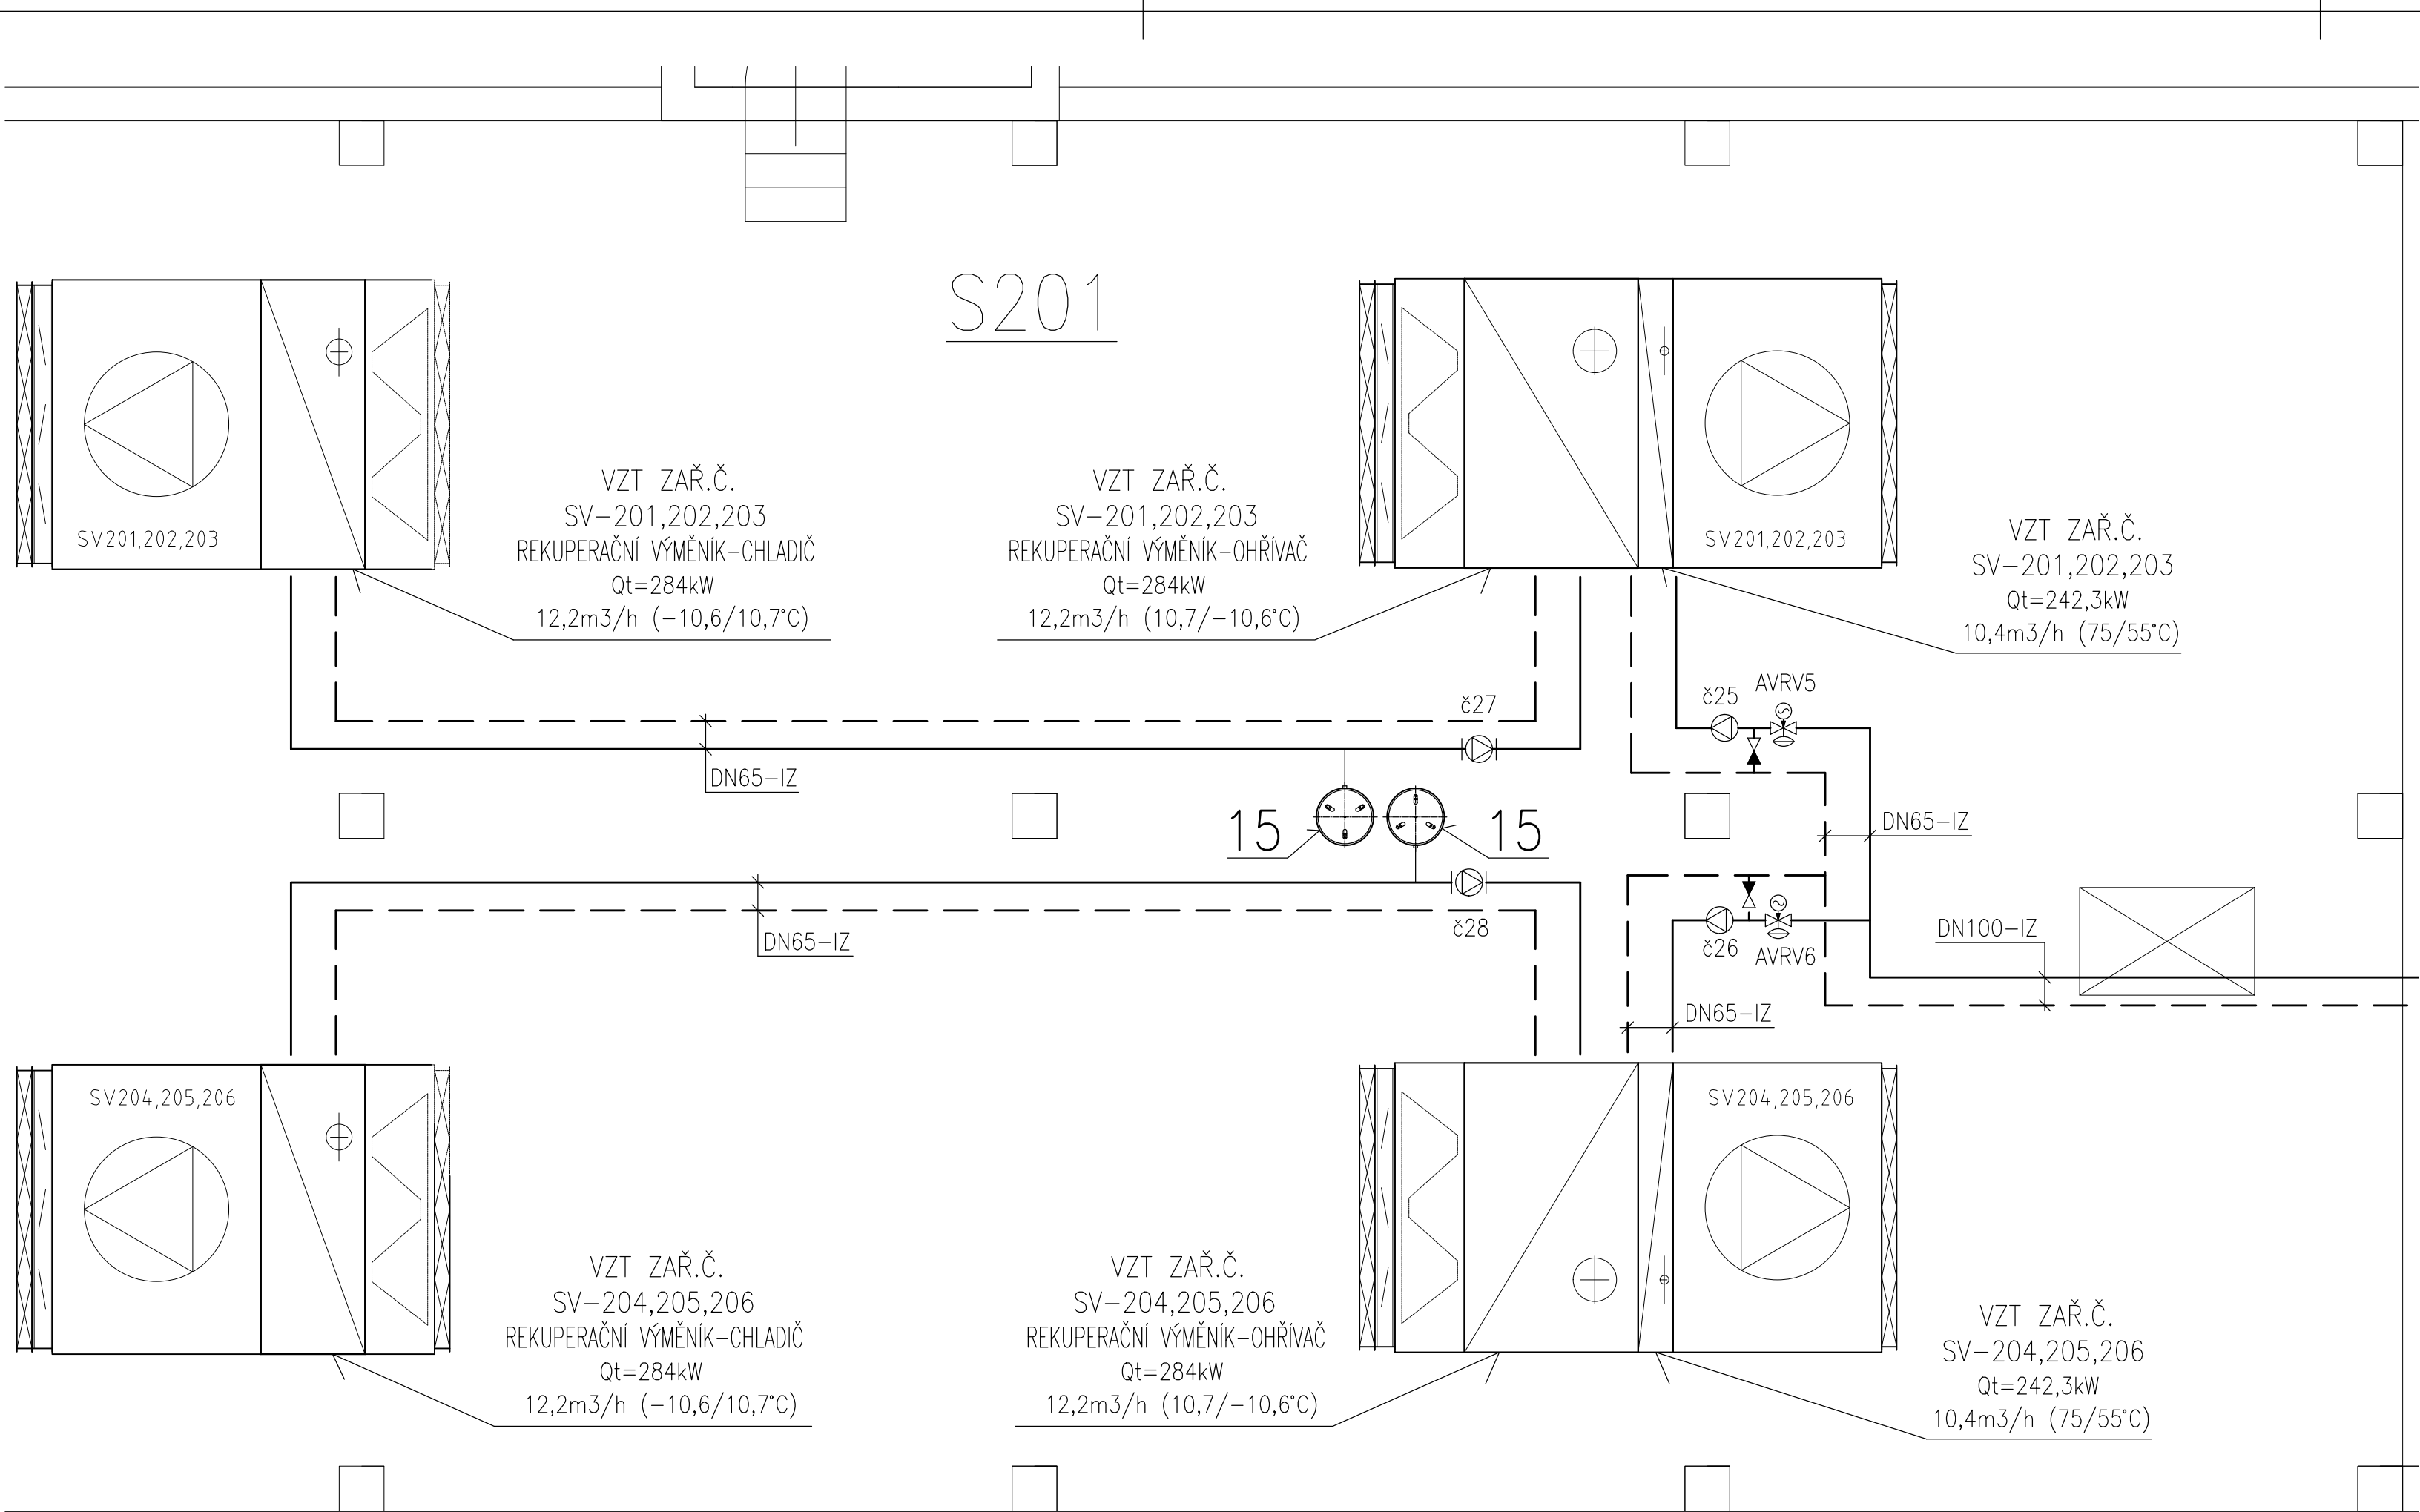 S201
SV201,202,203
VZT ZAŘ.Č.
SV-201,202,203
REKUPERAČNÍ VÝMĚNÍK-CHLADIČ
Qt=284kW
12,2m3/h (-10,6/10,7°C)
VZT ZAŘ.Č.
SV-201,202,203
REKUPERAČNÍ VÝMĚNÍK-OHŘÍVAČ
Qt=284kW
12,2m3/h (10,7/-10,6°C)
SV201,202,203
VZT ZAŘ.Č.
SV-201,202,203
Qt=242,3kW
10,4m3/h (75/55°C)
č27
č25
AVRV5
DN65-IZ
15
15
DN65-IZ
DN65-IZ
č28
č26
AVRV6
DN100-IZ
DN65-IZ
SV204,205,206
VZT ZAŘ.Č.
SV-204,205,206
REKUPERAČNÍ VÝMĚNÍK-CHLADIČ
Qt=284kW
12,2m3/h (-10,6/10,7°C)
VZT ZAŘ.Č.
SV-204,205,206
REKUPERAČNÍ VÝMĚNÍK-OHŘÍVAČ
Qt=284kW
12,2m3/h (10,7/-10,6°C)
SV204,205,206
VZT ZAŘ.Č.
SV-204,205,206
Qt=242,3kW
10,4m3/h (75/55°C)